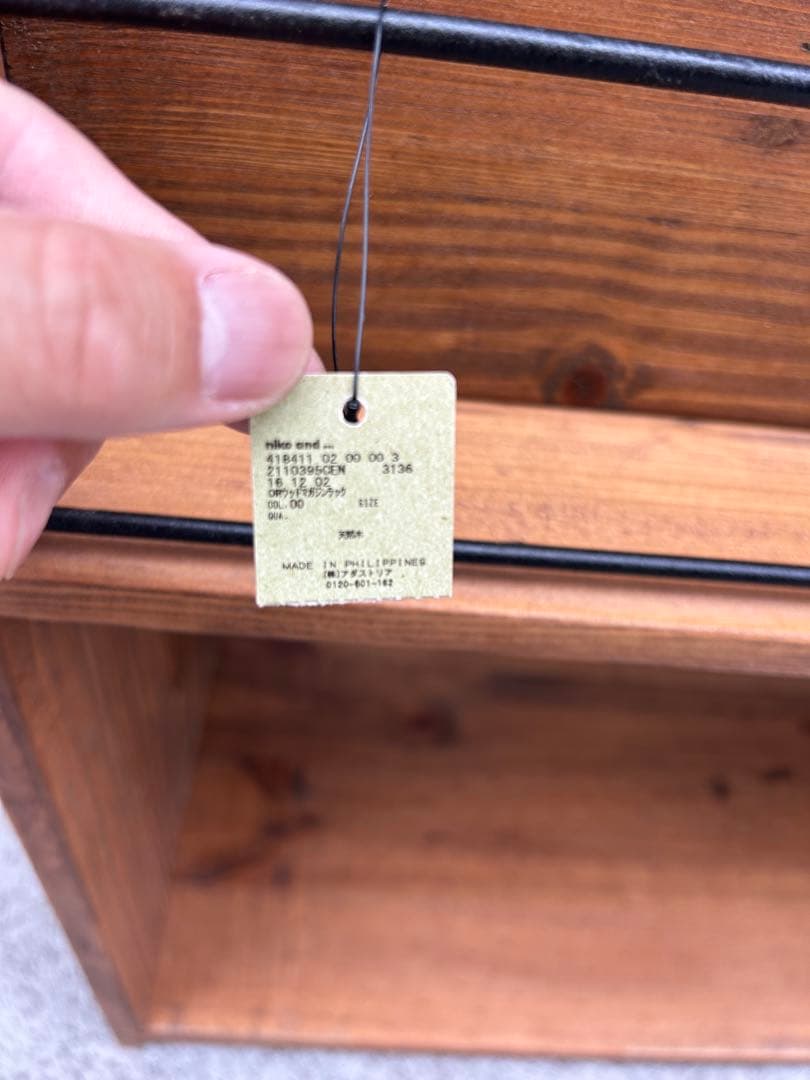 niko and ...
41B411 02 00 00 3
2110395CEN 3136
16 12 02
ORウッドマガジンラック
COL.00 SIZE
QUA.
天然木
MADE IN PHILIPPINES
(株)アダストリア
0120-601-162